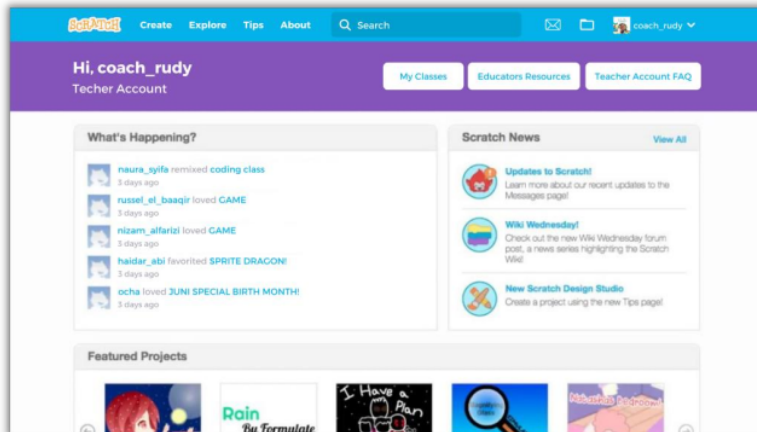 SCRATCH Create Explore Tips About Search coach_rudy
Hi, coach_rudy
Techer Account
My Classes Educators Resources Teacher Account FAQ
What's Happening?
naura_syifa remixed coding class
3 days ago
russel_el_baaqir loved GAME
3 days ago
nizam_alfarizi loved GAME
3 days ago
haidar_abi favorited SPRITE DRAGON!
3 days ago
ocha loved JUNI SPECIAL BIRTH MONTH!
3 days ago
Scratch News View All
Updates to Scratch!
Learn more about our recent updates to the
Messages page!
Wiki Wednesday!
Check out the new Wiki Wednesday forum
post, a news series highlighting the Scratch
Wiki!
New Scratch Design Studio
Create a project using the new Tips page!
Featured Projects
Rain
By Formulate
I Have a
Plan